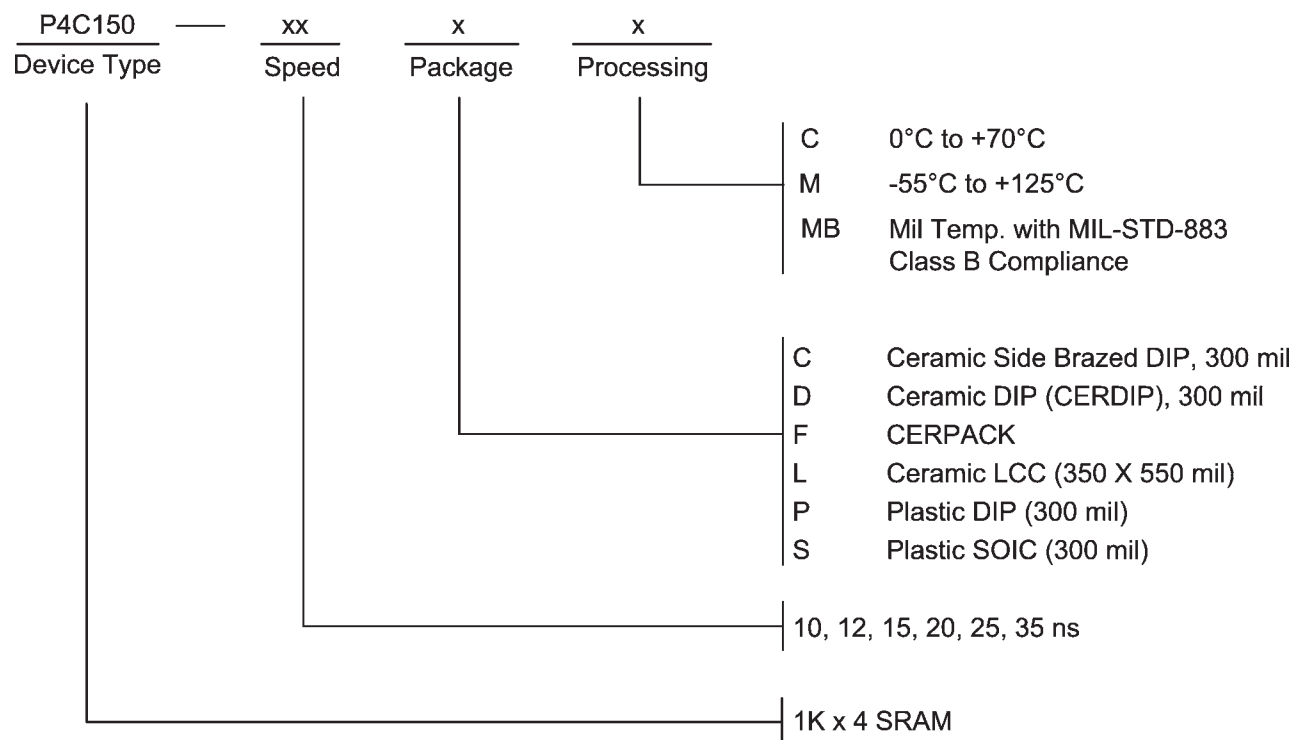 P4C150 — xx x x
Device Type Speed Package Processing
C 0°C to +70°C
M -55°C to +125°C
MB Mil Temp. with MIL-STD-883
Class B Compliance
C Ceramic Side Brazed DIP, 300 mil
D Ceramic DIP (CERDIP), 300 mil
F CERPACK
L Ceramic LCC (350 X 550 mil)
P Plastic DIP (300 mil)
S Plastic SOIC (300 mil)
10, 12, 15, 20, 25, 35 ns
1K x 4 SRAM